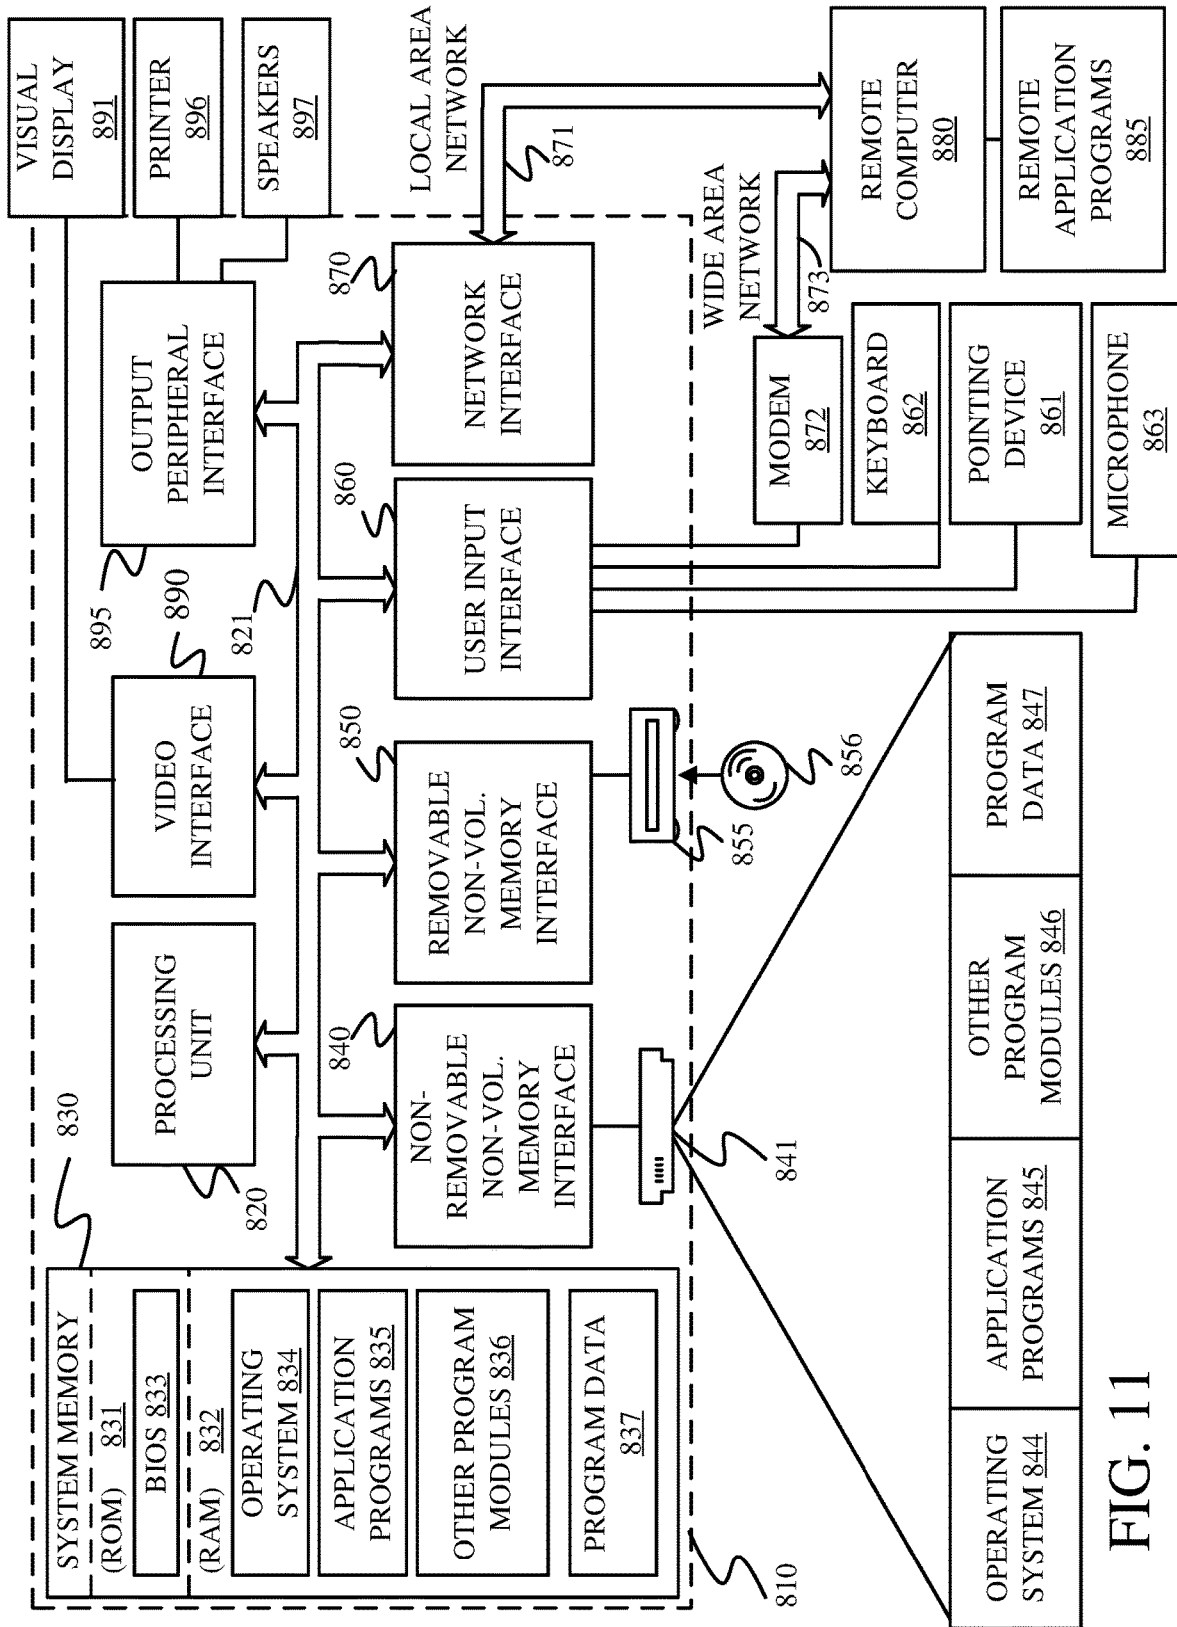 SYSTEM MEMORY
(ROM) 831
BIOS 833
(RAM) 832
OPERATING
SYSTEM 834
APPLICATION
PROGRAMS 835
OTHER PROGRAM
MODULES 836
PROGRAM DATA
837
830
820
PROCESSING
UNIT
VIDEO
INTERFACE
890
895
OUTPUT
PERIPHERAL
INTERFACE
821
VISUAL
DISPLAY
891
PRINTER
896
SPEAKERS
897
840
NON-
REMOVABLE
NON-VOL.
MEMORY
INTERFACE
850
REMOVABLE
NON-VOL.
MEMORY
INTERFACE
860
USER INPUT
INTERFACE
870
NETWORK
INTERFACE
LOCAL AREA
NETWORK
871
810
841
855
856
WIDE AREA
NETWORK
873
MODEM
872
KEYBOARD
862
POINTING
DEVICE
861
MICROPHONE
863
REMOTE
COMPUTER
880
REMOTE
APPLICATION
PROGRAMS
885
OPERATING
SYSTEM 844
APPLICATION
PROGRAMS 845
OTHER
PROGRAM
MODULES 846
PROGRAM
DATA 847
FIG. 11